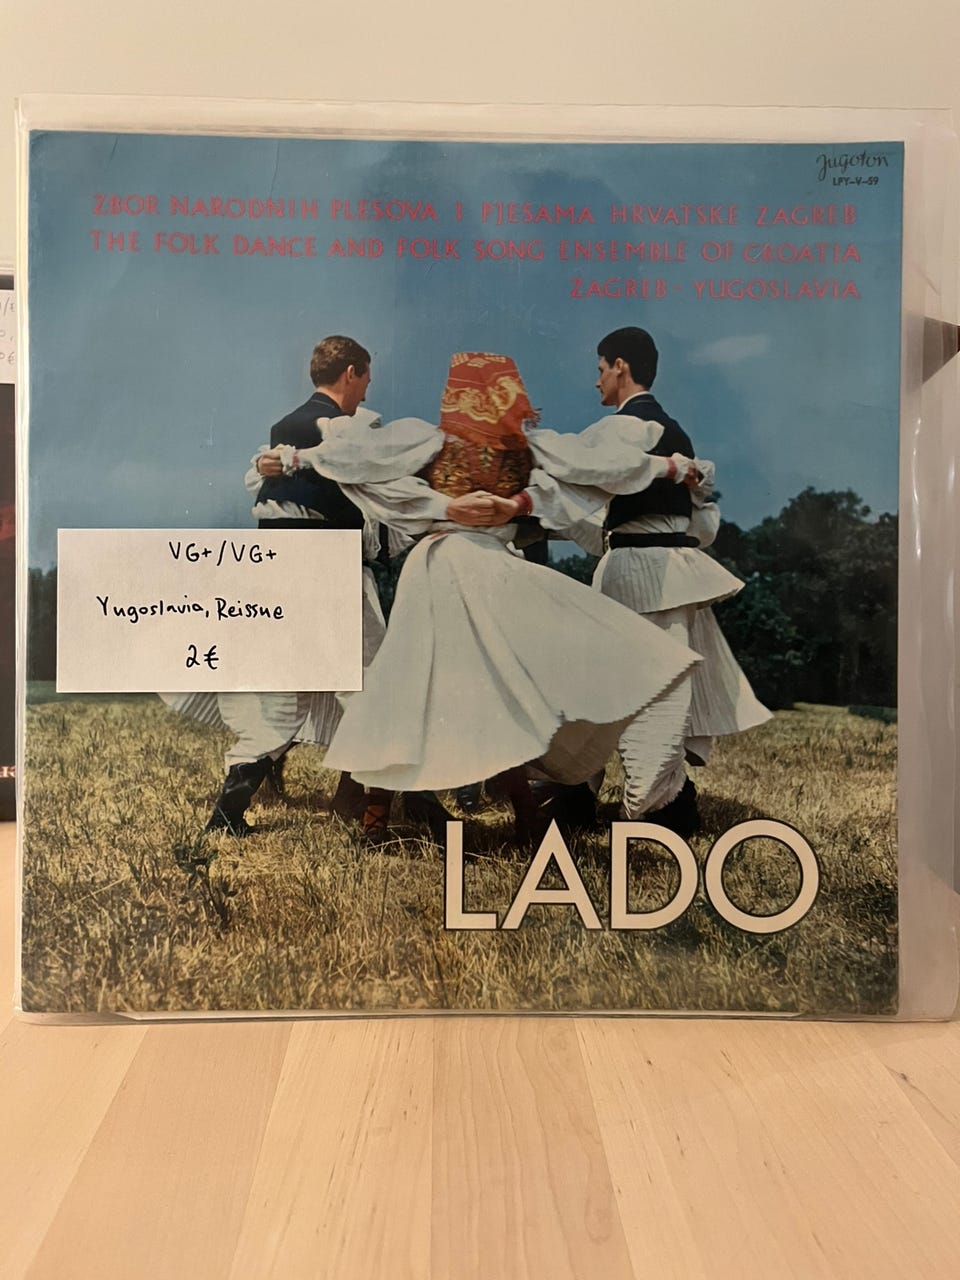 Jugoton
LPY-V-59
ZBOR NARODNIH PLESOVA I PJESAMA HRVATSKE ZAGREB
THE FOLK DANCE AND FOLK SONG ENSEMBLE OF CROATIA
ZAGREB - YUGOSLAVIA
VG+/VG+
Yugoslavia, Reissue
2€
LADO